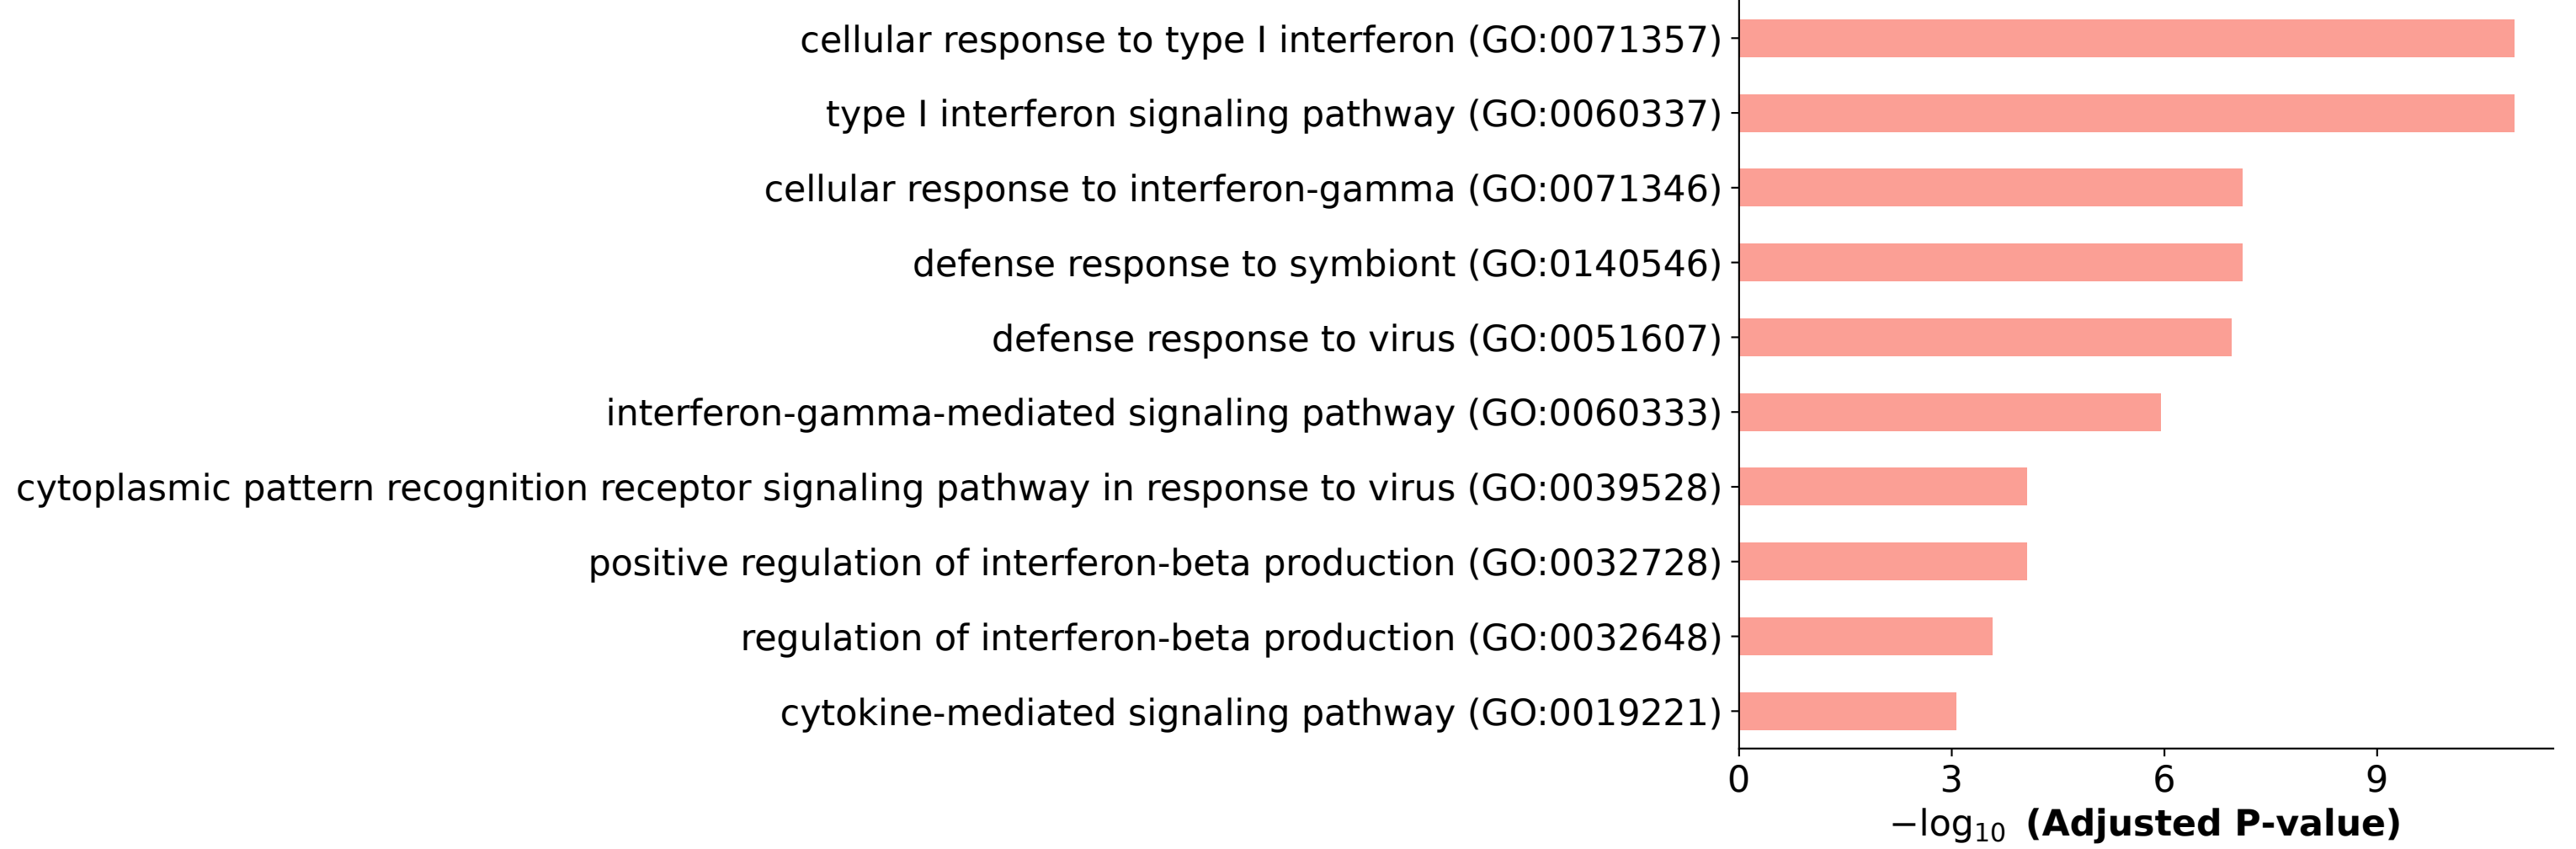 cellular response to type I interferon (GO:0071357)
type I interferon signaling pathway (GO:0060337)
cellular response to interferon-gamma (GO:0071346)
defense response to symbiont (GO:0140546)
defense response to virus (GO:0051607)
interferon-gamma-mediated signaling pathway (GO:0060333)
cytoplasmic pattern recognition receptor signaling pathway in response to virus (GO:0039528)
positive regulation of interferon-beta production (GO:0032728)
regulation of interferon-beta production (GO:0032648)
cytokine-mediated signaling pathway (GO:0019221)
0 3 6 9
−log₁₀ (Adjusted P-value)